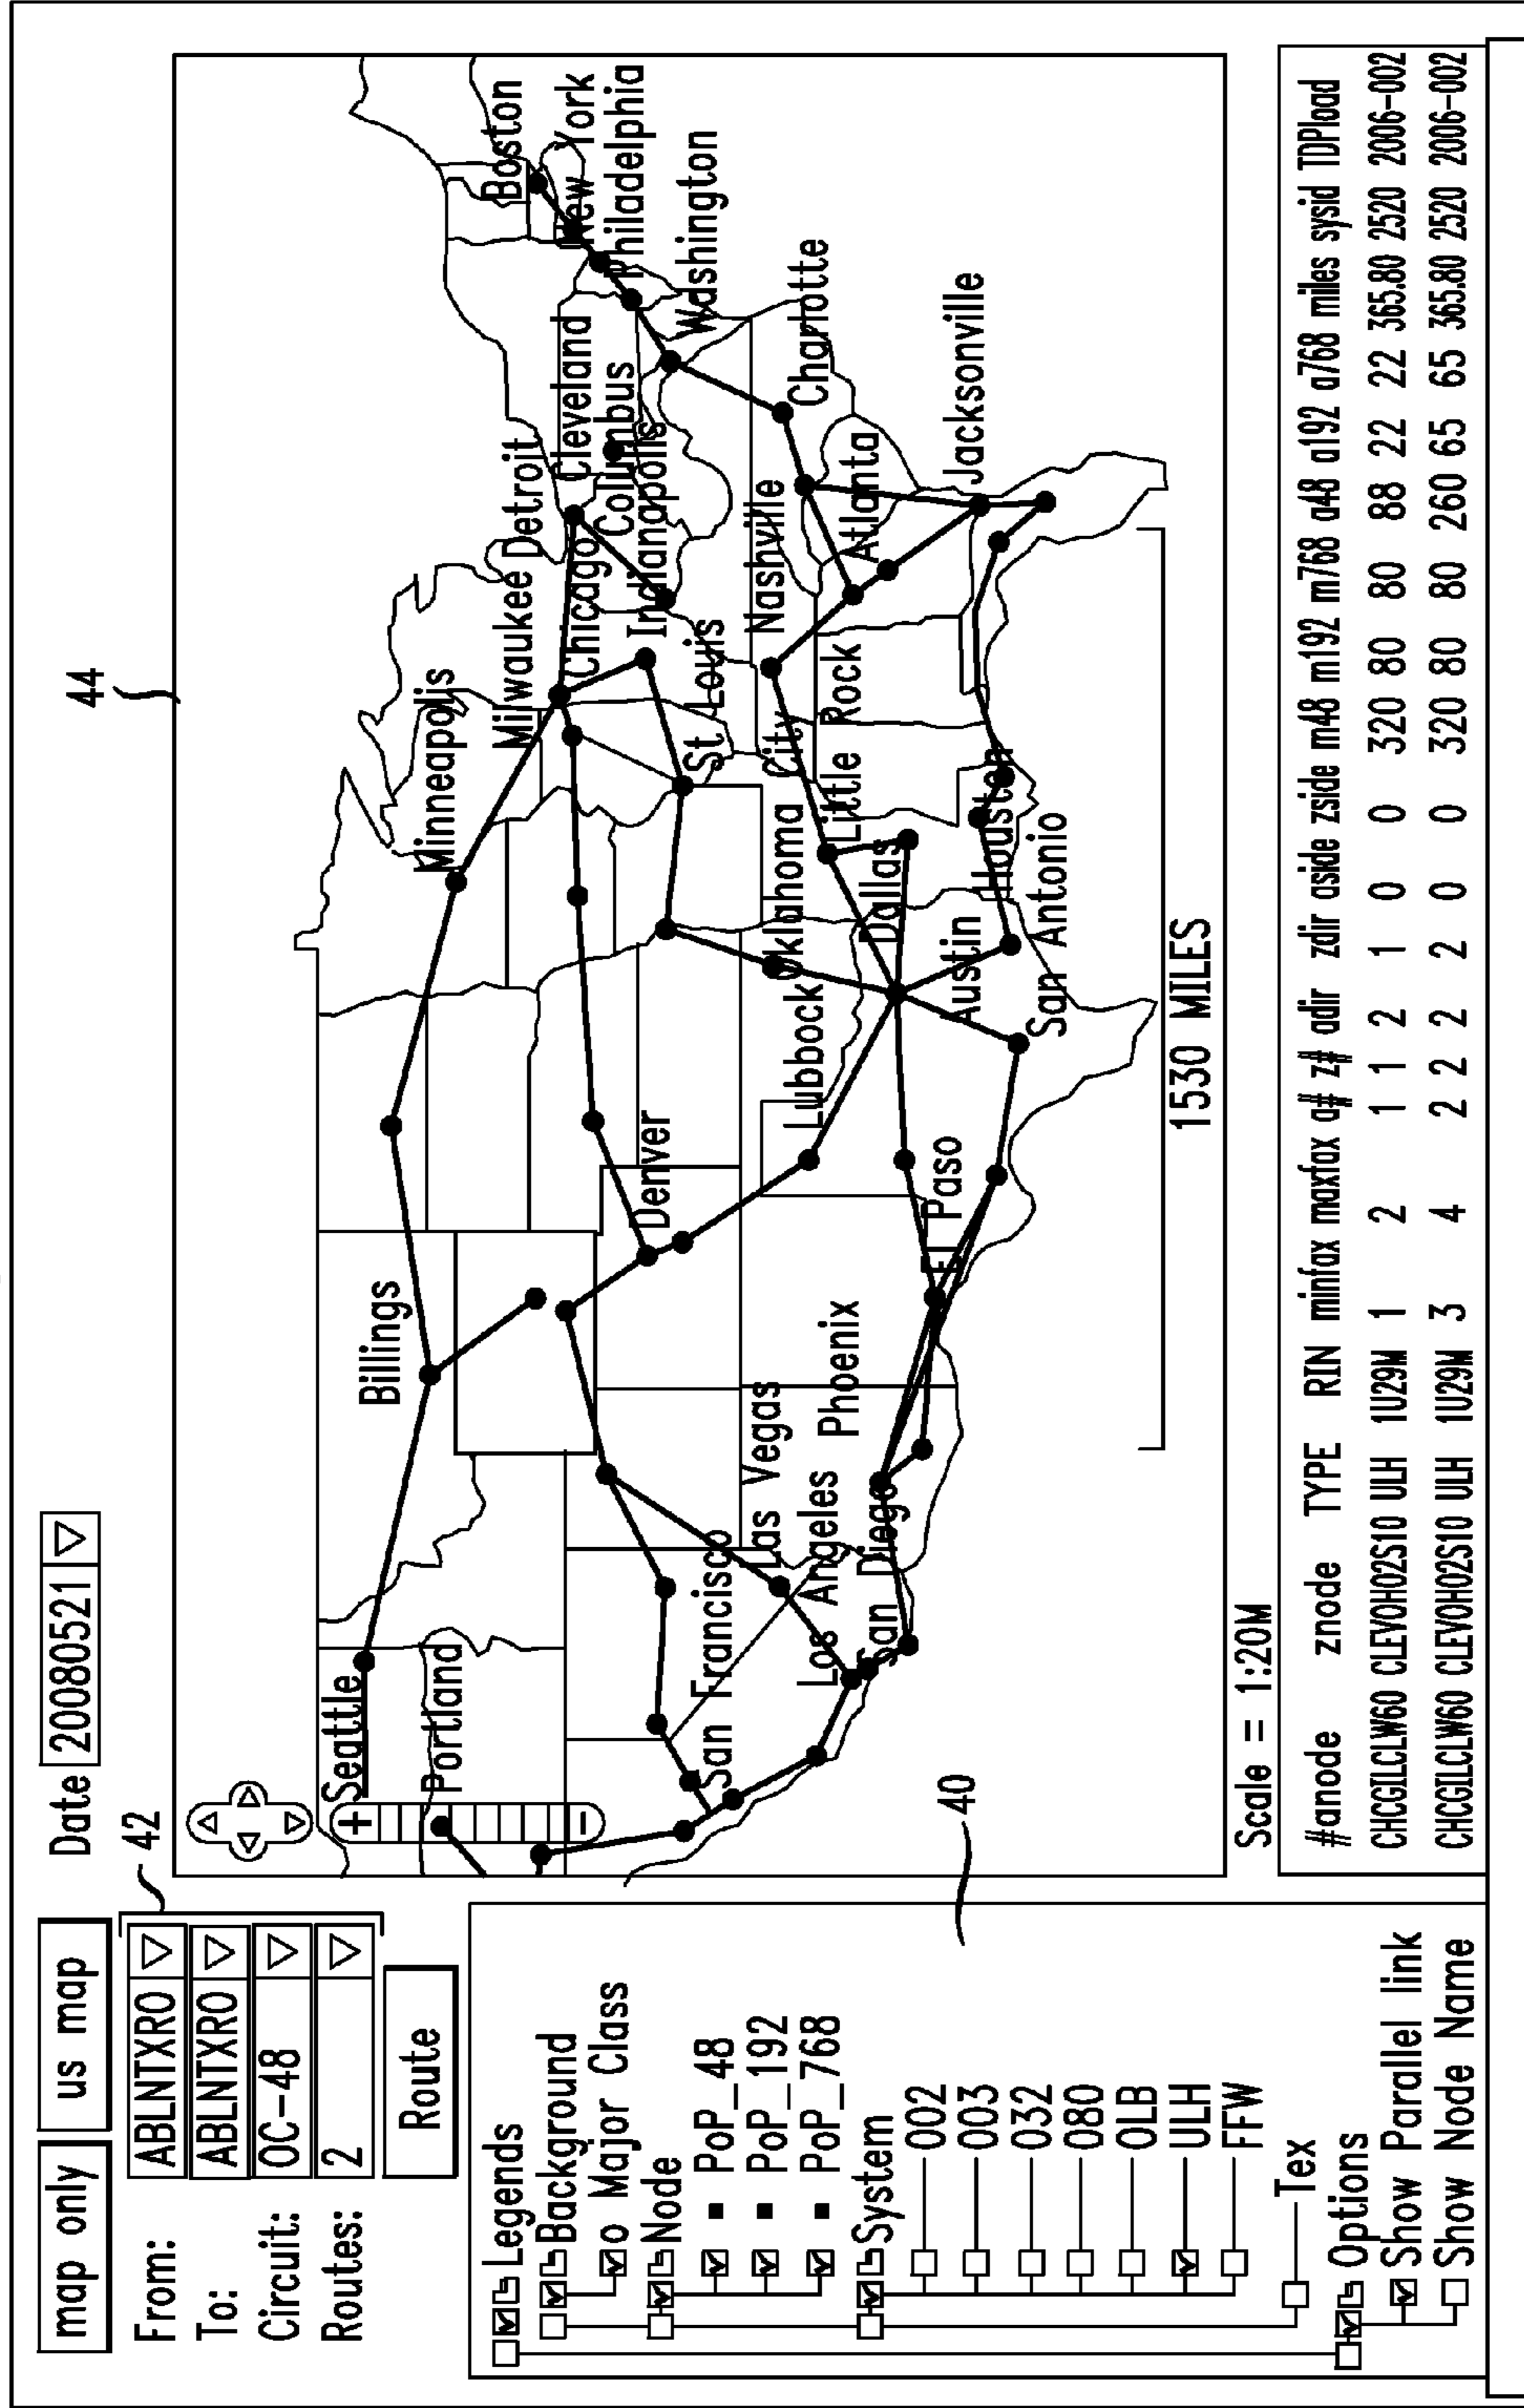 map only
us map
Date 20080521
From: ABLNTXRO
To: ABLNTXRO
Circuit: OC-48
Routes: 2
Route
42
44
Legends
Background
o Major Class
Node
PoP_48
PoP_192
PoP_768
System
002
003
032
080
OLB
ULH
FFW
Tex
Options
Show Parallel link
Show Node Name
40
+
-
Seattle
Portland
Billings
Minneapolis
Milwaukee
Detroit
Boston
New York
Philadelphia
Chicago
Cleveland
Columbus
Indianapolis
Washington
San Francisco
Denver
St Louis
Las Vegas
Los Angeles
San Diego
Phoenix
Lubbock
Oklahoma City
Nashville
Charlotte
Little Rock
Atlanta
El Paso
Dallas
Austin
Houston
San Antonio
Jacksonville
1530 MILES
Scale = 1:20M
#anode znode TYPE RIN minfax maxfax a# z# adir zdir aside zside m48 m192 m768 a48 a192 a768 miles sysid TDPload
CHCGILCLW60 CLEVOH02S10 ULH 1U29M 1 2 1 1 2 1 0 0 320 80 80 88 22 22 365.80 2520 2006-002
CHCGILCLW60 CLEVOH02S10 ULH 1U29M 3 4 2 2 2 2 0 0 320 80 80 260 65 65 365.80 2520 2006-002